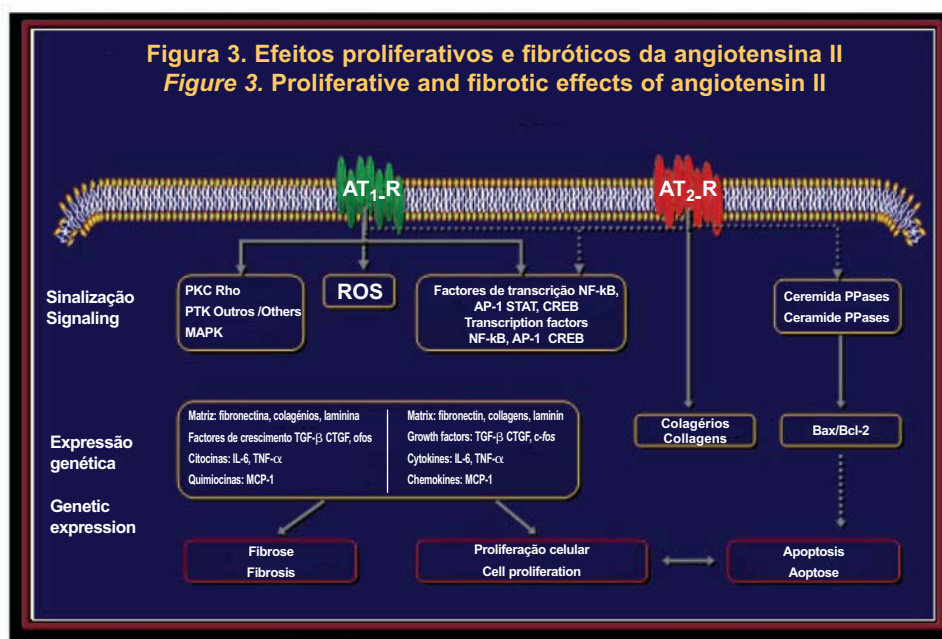 Figura 3. Efeitos proliferativos e fibróticos da angiotensina II
Figure 3. Proliferative and fibrotic effects of angiotensin II
AT1-R
AT2-R
Sinalização
Signaling
PKC Rho
PTK Outros /Others
MAPK
ROS
Factores de transcrição NF-kB,
AP-1 STAT, CREB
Transcription factors
NF-kB, AP-1 CREB
Ceremida PPases
Ceramide PPases
Expressão
genética
Genetic
expression
Matriz: fibronectina, colagénios, laminina
Factores de crescimento TGF-β CTGF, ofos
Citocinas: IL-6, TNF-α
Quimiocinas: MCP-1
Matrix: fibronectin, collagens, laminin
Growth factors: TGF-β CTGF, c-fos
Cytokines: IL-6, TNF-α
Chemokines: MCP-1
Colagérios
Collagens
Bax/Bcl-2
Fibrose
Fibrosis
Proliferação celular
Cell proliferation
Apoptosis
Aoptose